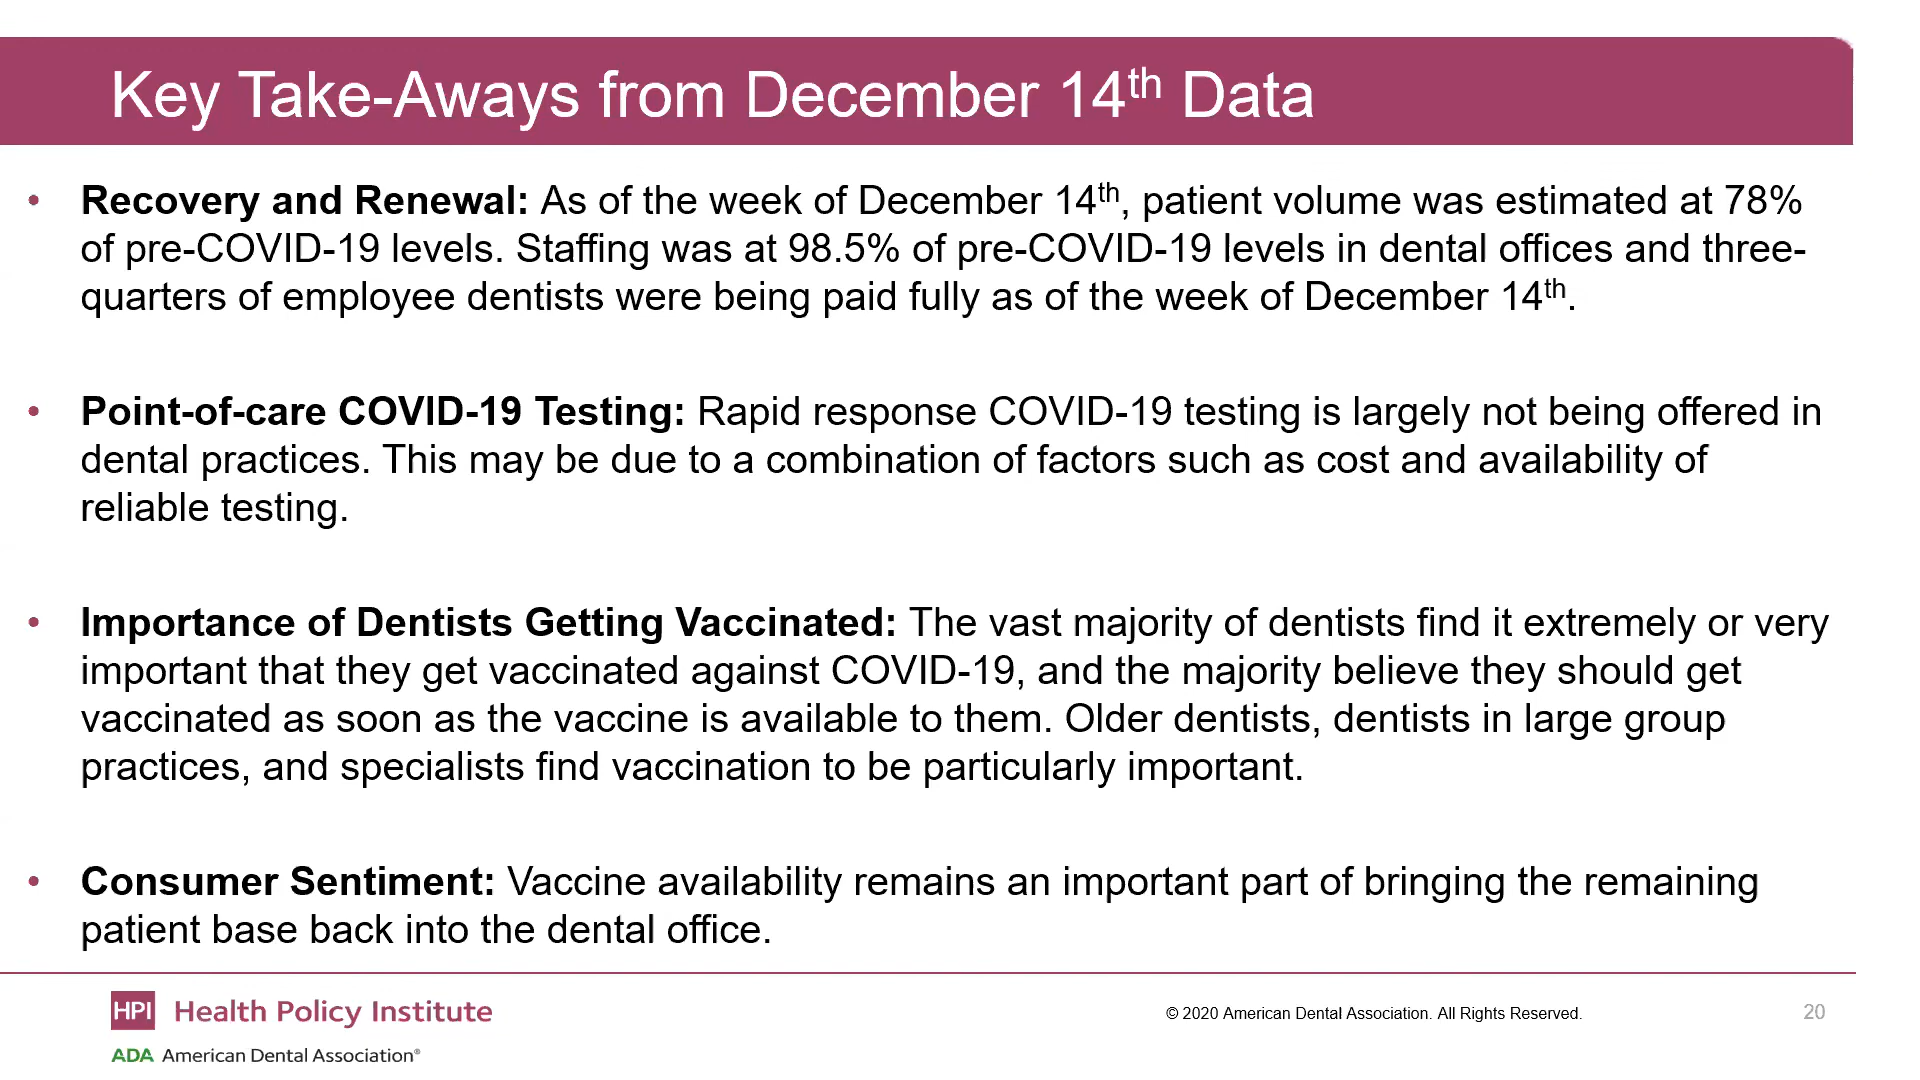 Key Take-Aways from December 14th Data
• Recovery and Renewal: As of the week of December 14th, patient volume was estimated at 78%
of pre-COVID-19 levels. Staffing was at 98.5% of pre-COVID-19 levels in dental offices and three-
quarters of employee dentists were being paid fully as of the week of December 14th.
• Point-of-care COVID-19 Testing: Rapid response COVID-19 testing is largely not being offered in
dental practices. This may be due to a combination of factors such as cost and availability of
reliable testing.
• Importance of Dentists Getting Vaccinated: The vast majority of dentists find it extremely or very
important that they get vaccinated against COVID-19, and the majority believe they should get
vaccinated as soon as the vaccine is available to them. Older dentists, dentists in large group
practices, and specialists find vaccination to be particularly important.
• Consumer Sentiment: Vaccine availability remains an important part of bringing the remaining
patient base back into the dental office.
HPI Health Policy Institute
ADA American Dental Association®
© 2020 American Dental Association. All Rights Reserved.
20